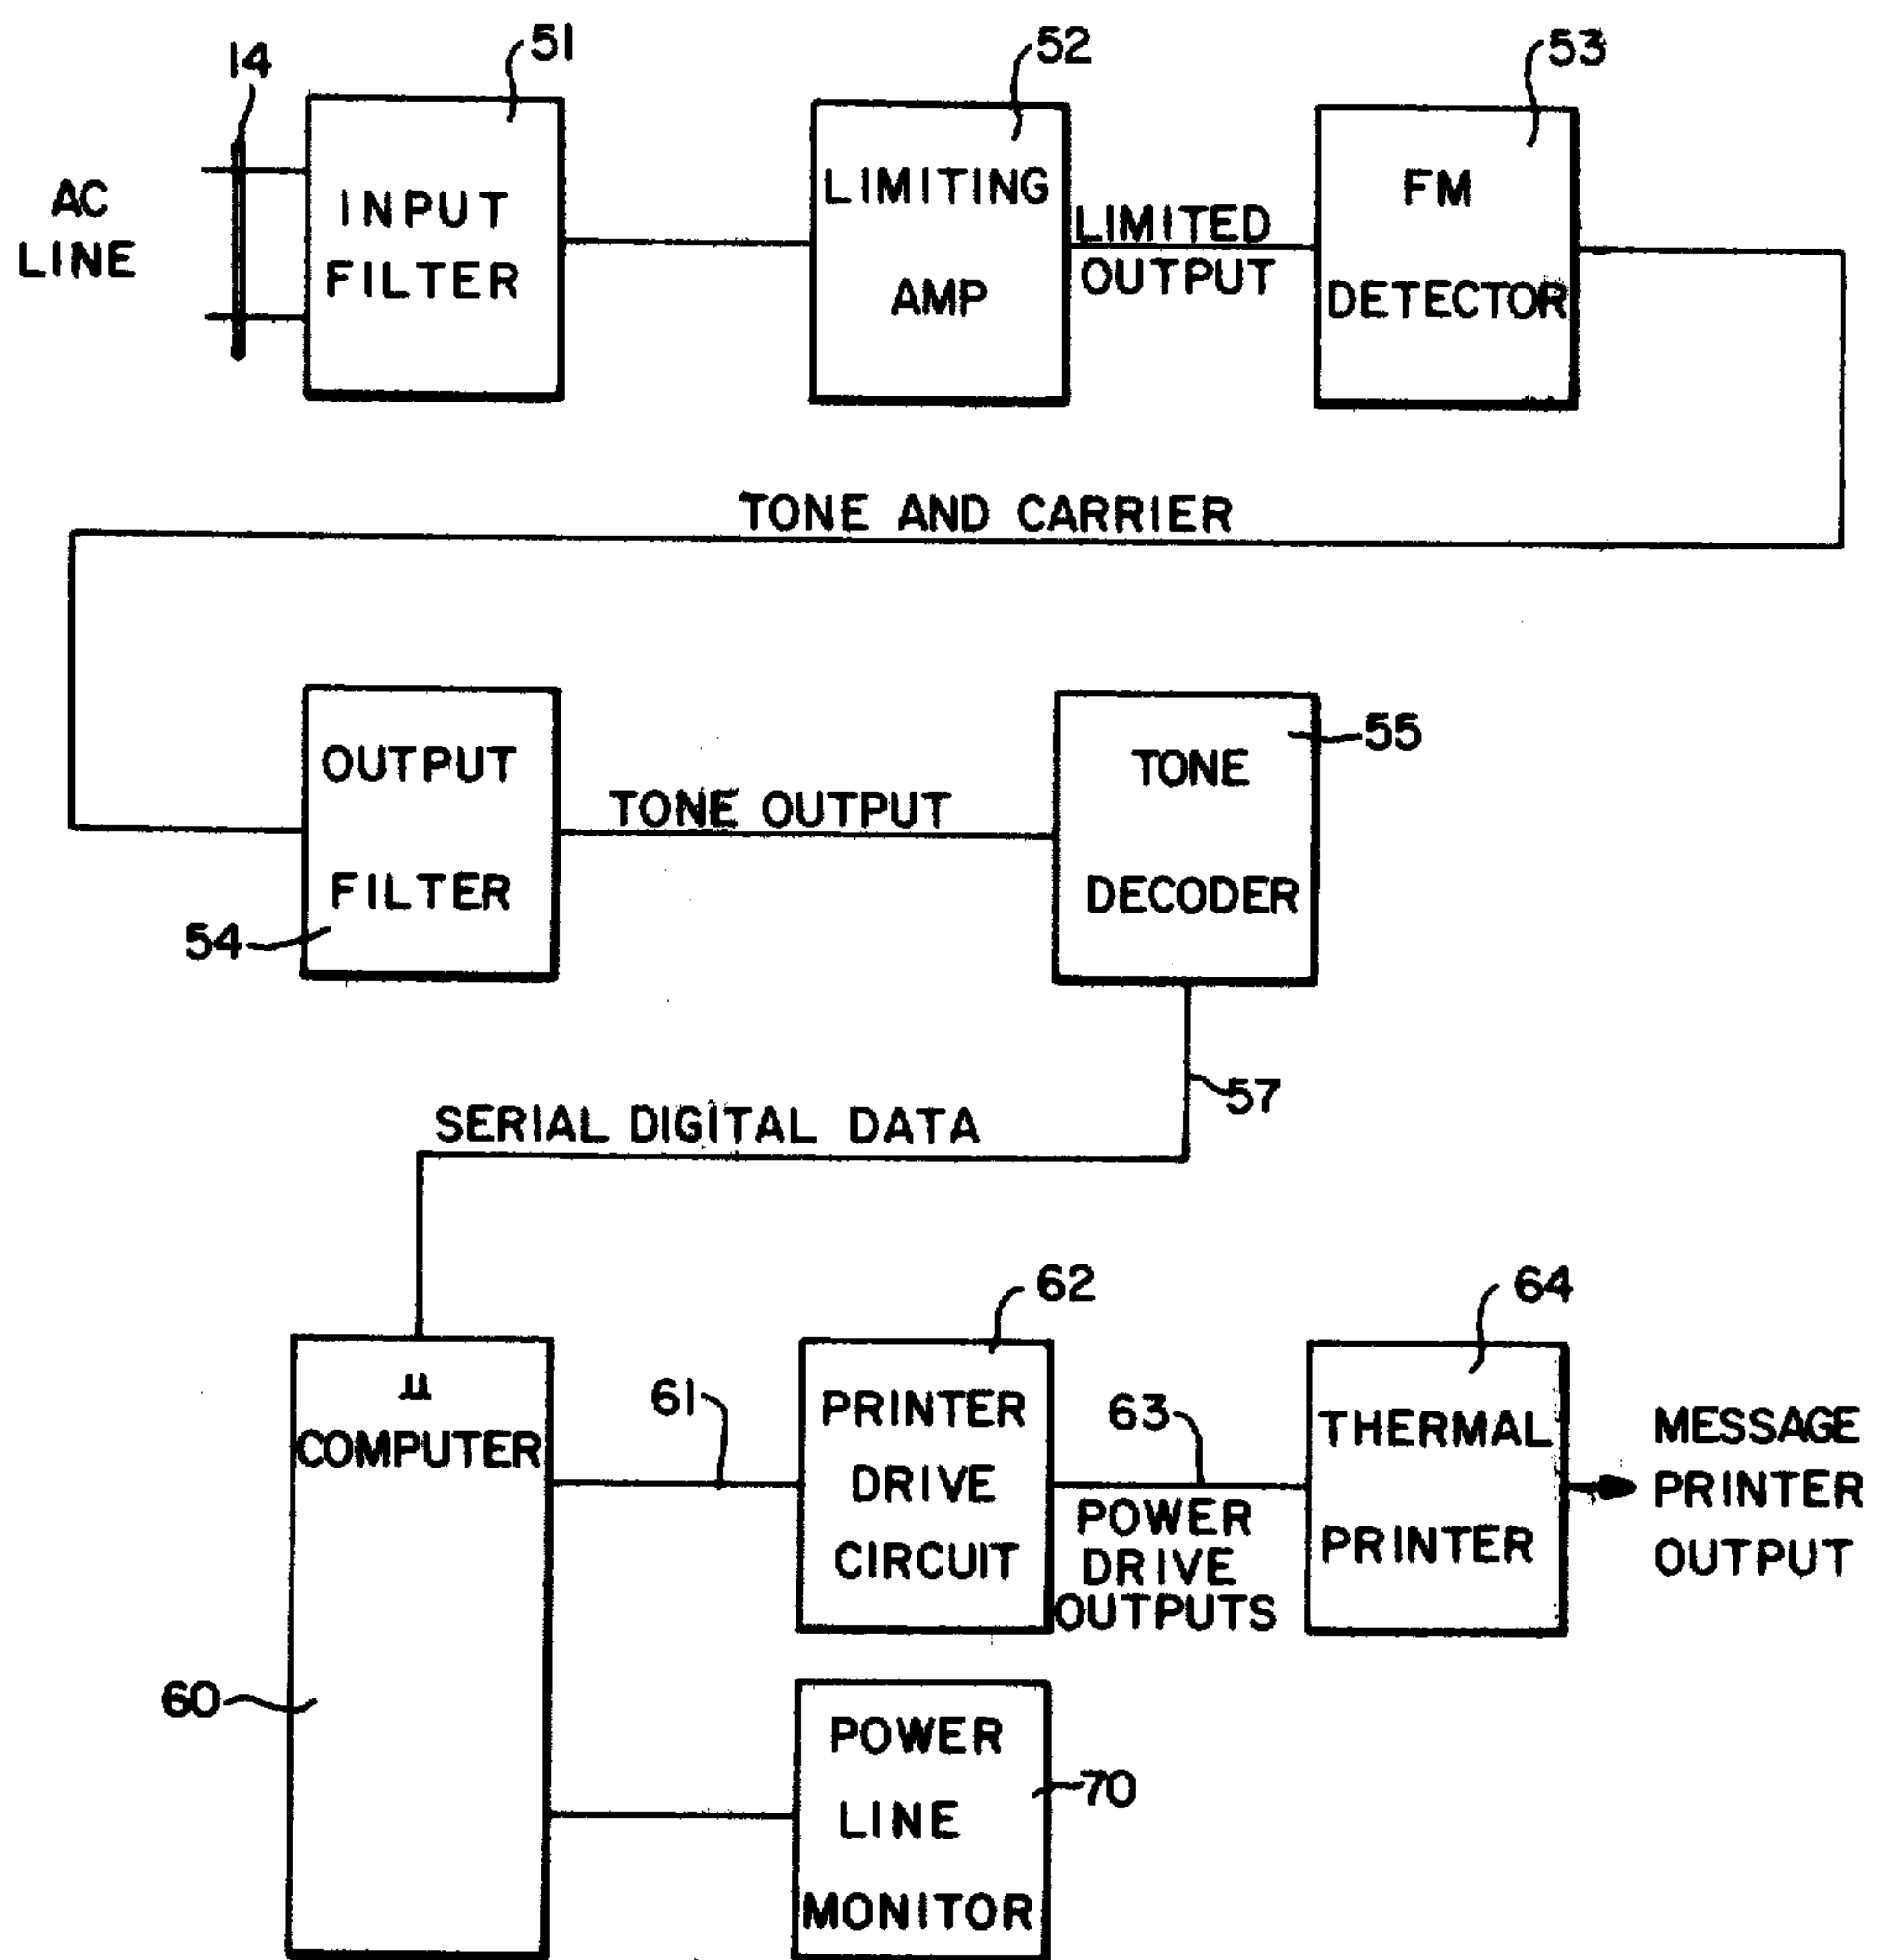 14
51
52
53
AC
LINE
INPUT
FILTER
LIMITING
AMP
LIMITED
OUTPUT
FM
DETECTOR
TONE AND CARRIER
OUTPUT
FILTER
54
TONE OUTPUT
TONE
DECODER
55
57
SERIAL DIGITAL DATA
μ
COMPUTER
60
61
62
PRINTER
DRIVE
CIRCUIT
63
POWER
DRIVE
OUTPUTS
64
THERMAL
PRINTER
MESSAGE
PRINTER
OUTPUT
POWER
LINE
MONITOR
70